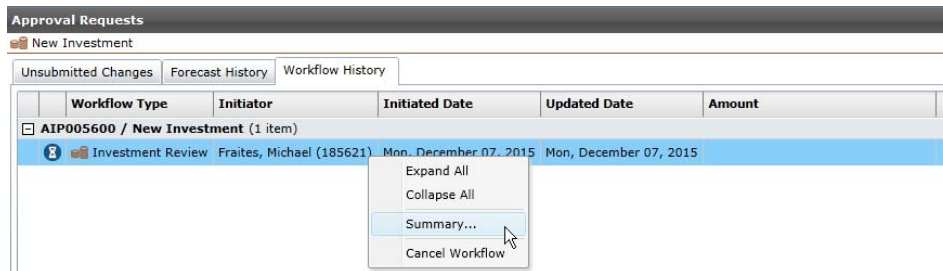 Approval Requests
New Investment
Unsubmitted Changes Forecast History Workflow History
Workflow Type Initiator Initiated Date Updated Date Amount
AIP005600 / New Investment (1 item)
Investment Review Fraites, Michael (185621) Mon, December 07, 2015 Mon, December 07, 2015
Expand All
Collapse All
Summary...
Cancel Workflow